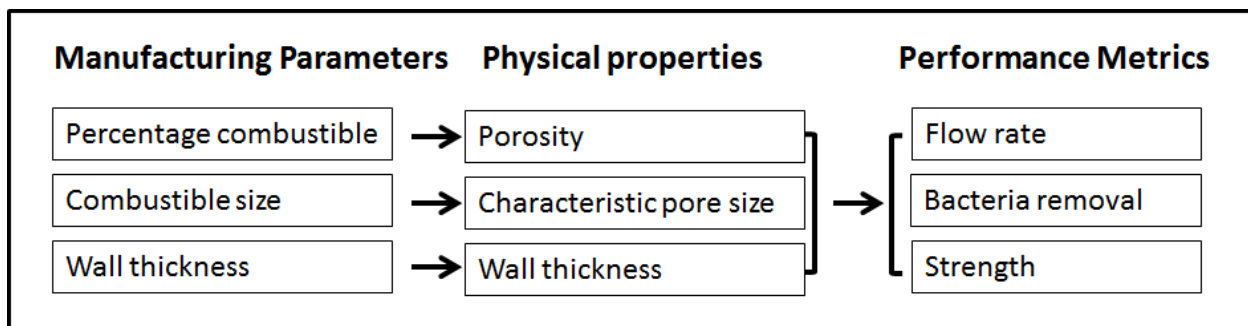 Manufacturing Parameters Physical properties Performance Metrics
Percentage combustible Porosity Flow rate
Combustible size Characteristic pore size Bacteria removal
Wall thickness Wall thickness Strength